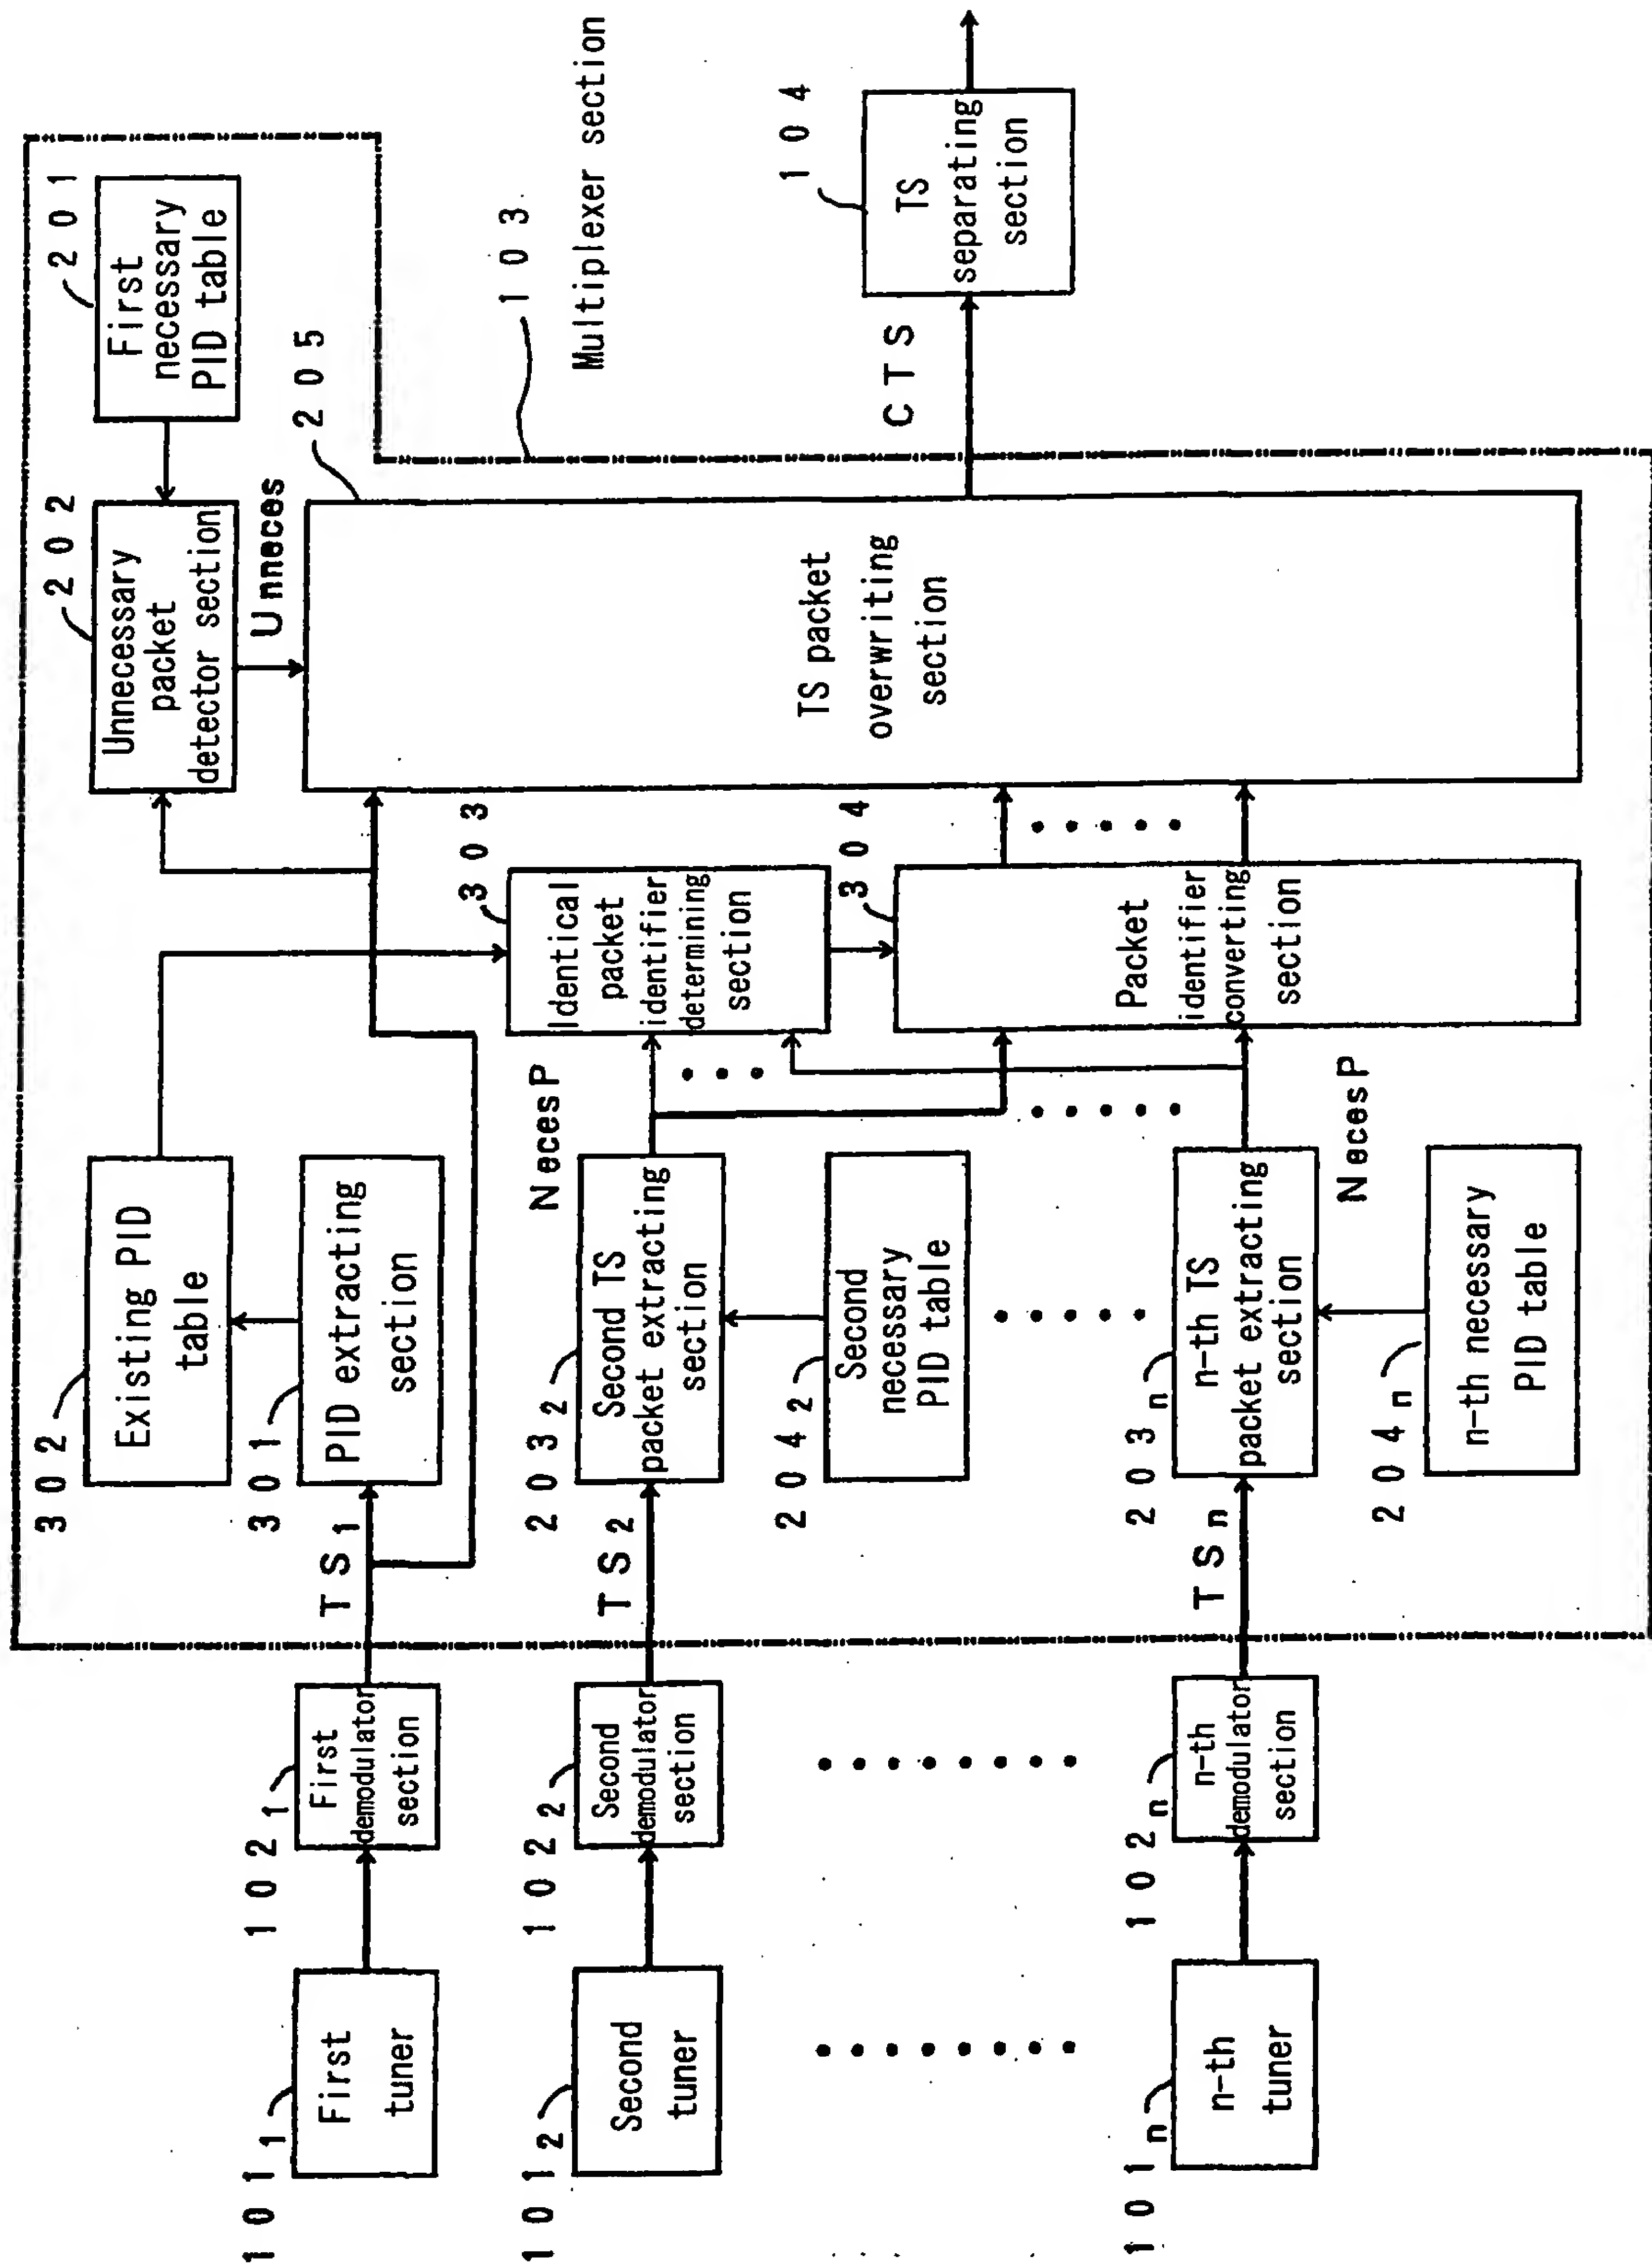 101₁
First
tuner
102₁
First
demodulator
section
TS₁
302
Existing PID
table
301
PID extracting
section
202
Unnecessary
packet
detector section
201
First
necessary
PID table
Unneces
205
TS packet
overwriting
section
103
Multiplexer section
101₂
Second
tuner
102₂
Second
demodulator
section
TS₂
203₂
Second TS
packet extracting
section
NecesP
303
Identical
packet
identifier
determining
section
204₂
Second
necessary
PID table
304
Packet
identifier
converting
section
CTS
104
TS
separating
section
101ₙ
n-th
tuner
102ₙ
n-th
demodulator
section
TSₙ
203ₙ
n-th TS
packet extracting
section
NecesP
204ₙ
n-th necessary
PID table